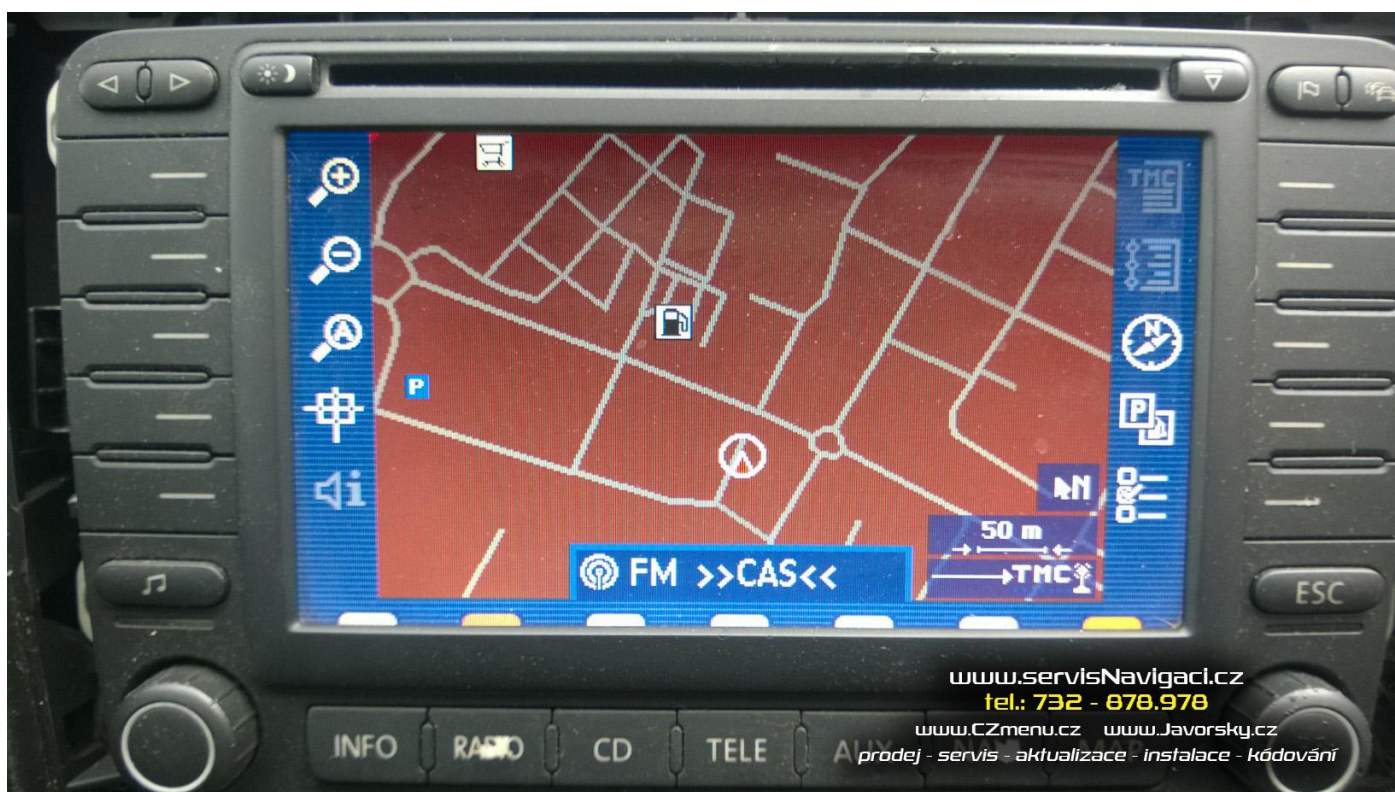 TMC
A
N
P
P
i
N
50 m
TMC
FM >>CAS<<
ESC
INFO
RADIO
CD
TELE
AUX
www.servisNavigaci.cz
tel.: 732 - 878.978
www.CZmenu.cz www.Javorsky.cz
prodej - servis - aktualizace - instalace - kódování